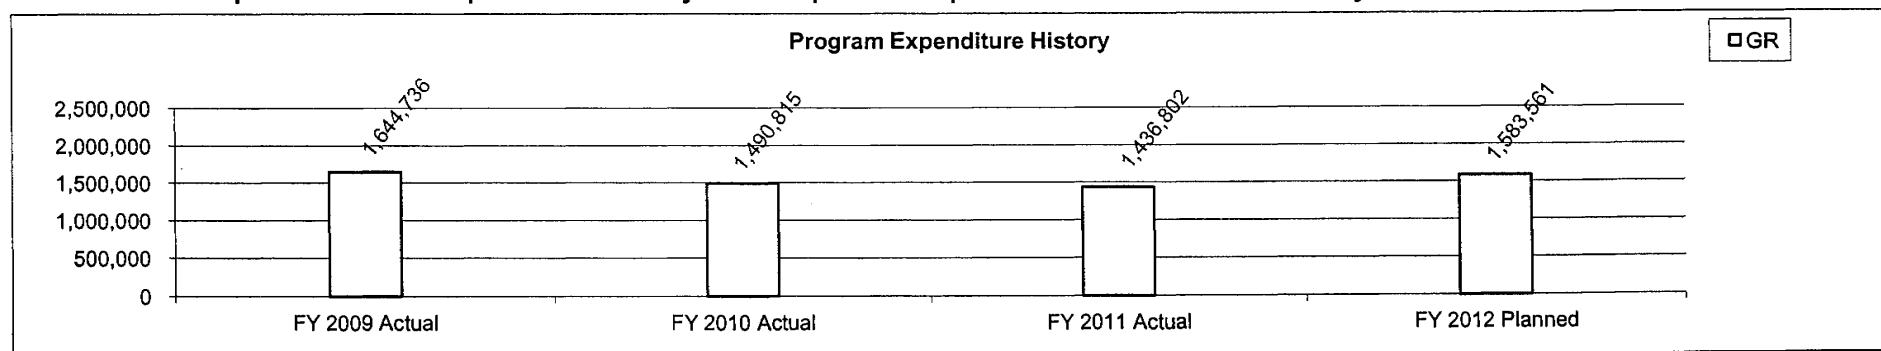 Program Expenditure History
GR
2,500,000
2,000,000
1,500,000
1,000,000
500,000
0
1,644,736
1,490,815
1,436,802
1,583,561
FY 2009 Actual
FY 2010 Actual
FY 2011 Actual
FY 2012 Planned